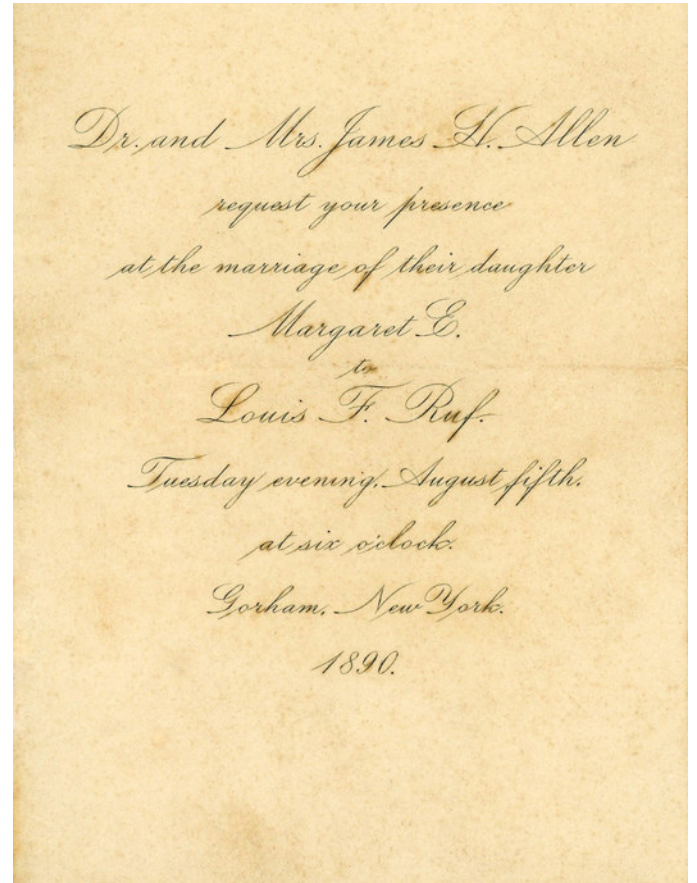 Dr. and Mrs. James H. Allen
request your presence
at the marriage of their daughter
Margaret E.
to
Louis F. Ruf.
Tuesday evening, August fifth,
at six o'clock.
Gorham, New York.
1890.